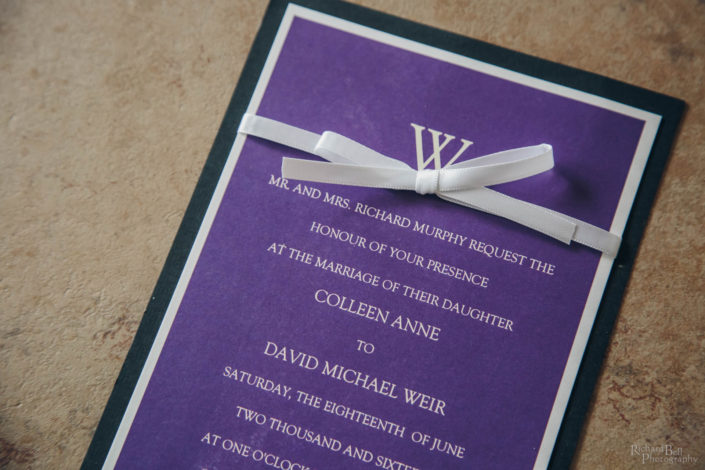 W
MR. AND MRS. RICHARD MURPHY REQUEST THE
HONOUR OF YOUR PRESENCE
AT THE MARRIAGE OF THEIR DAUGHTER
COLLEEN ANNE
TO
DAVID MICHAEL WEIR
SATURDAY, THE EIGHTEENTH OF JUNE
TWO THOUSAND AND SIXTE
AT ONE O'CLOCK
Richard Bell
Photography